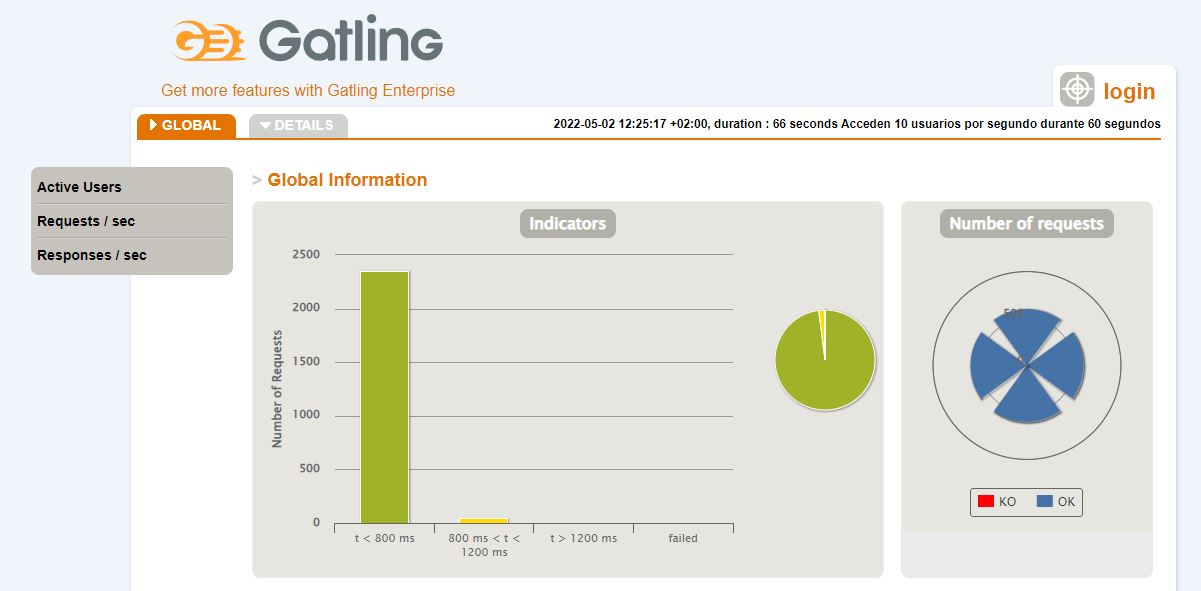 Gatling
Get more features with Gatling Enterprise
login
GLOBAL
DETAILS
2022-05-02 12:25:17 +02:00, duration : 66 seconds Acceden 10 usuarios por segundo durante 60 segundos
Active Users
Requests / sec
Responses / sec
> Global Information
Indicators
Number of Requests
2500
2000
1500
1000
500
0
t < 800 ms
800 ms < t <
1200 ms
t > 1200 ms
failed
Number of requests
500
0
KO
OK